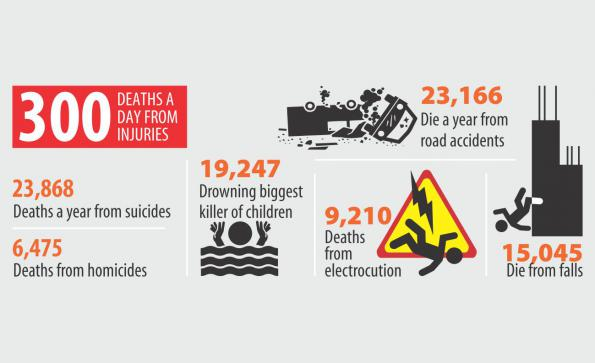 300 DEATHS A
DAY FROM
INJURIES
23,868
Deaths a year from suicides
6,475
Deaths from homicides
19,247
Drowning biggest
killer of children
23,166
Die a year from
road accidents
9,210
Deaths
from
electrocution
15,045
Die from falls